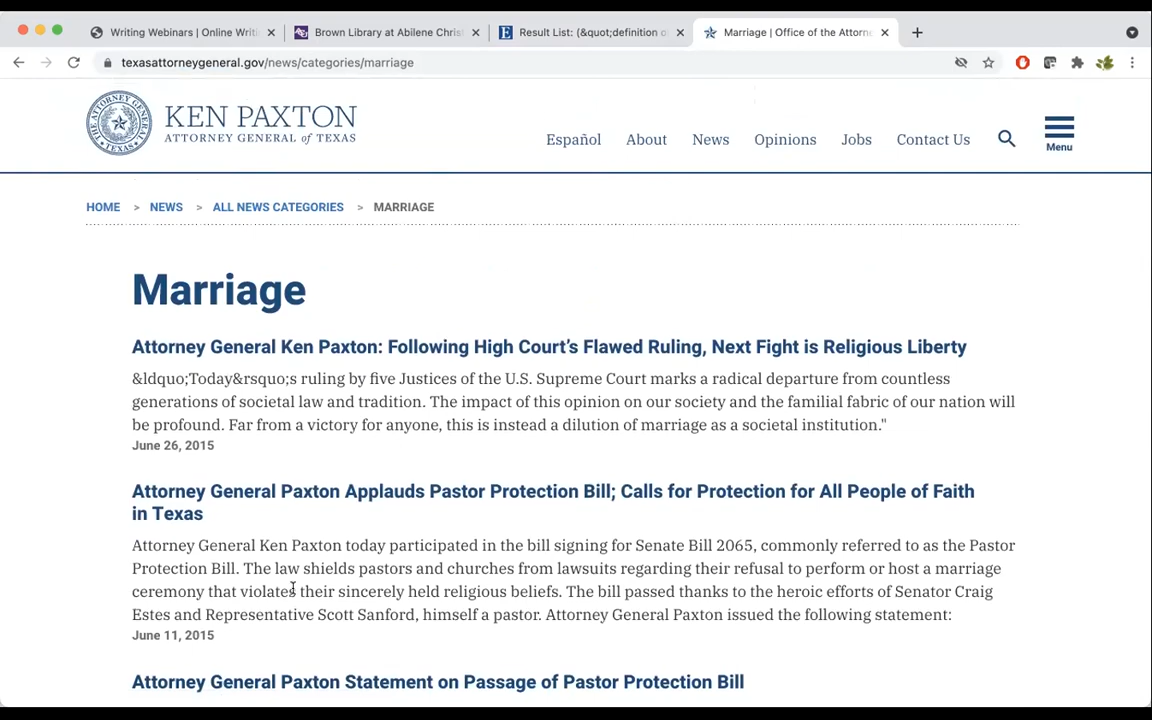 Writing Webinars | Online Writi
Brown Library at Abilene Chris
Result List: (&quot;definition o
Marriage | Office of the Attorn
texasattorneygeneral.gov/news/categories/marriage
KEN PAXTON
ATTORNEY GENERAL of TEXAS
Español About News Opinions Jobs Contact Us
Menu
HOME > NEWS > ALL NEWS CATEGORIES > MARRIAGE
Marriage
Attorney General Ken Paxton: Following High Court's Flawed Ruling, Next Fight is Religious Liberty
&ldquo;Today&rsquo;s ruling by five Justices of the U.S. Supreme Court marks a radical departure from countless
generations of societal law and tradition. The impact of this opinion on our society and the familial fabric of our nation will
be profound. Far from a victory for anyone, this is instead a dilution of marriage as a societal institution."
June 26, 2015
Attorney General Paxton Applauds Pastor Protection Bill; Calls for Protection for All People of Faith
in Texas
Attorney General Ken Paxton today participated in the bill signing for Senate Bill 2065, commonly referred to as the Pastor
Protection Bill. The law shields pastors and churches from lawsuits regarding their refusal to perform or host a marriage
ceremony that violates their sincerely held religious beliefs. The bill passed thanks to the heroic efforts of Senator Craig
Estes and Representative Scott Sanford, himself a pastor. Attorney General Paxton issued the following statement:
June 11, 2015
Attorney General Paxton Statement on Passage of Pastor Protection Bill